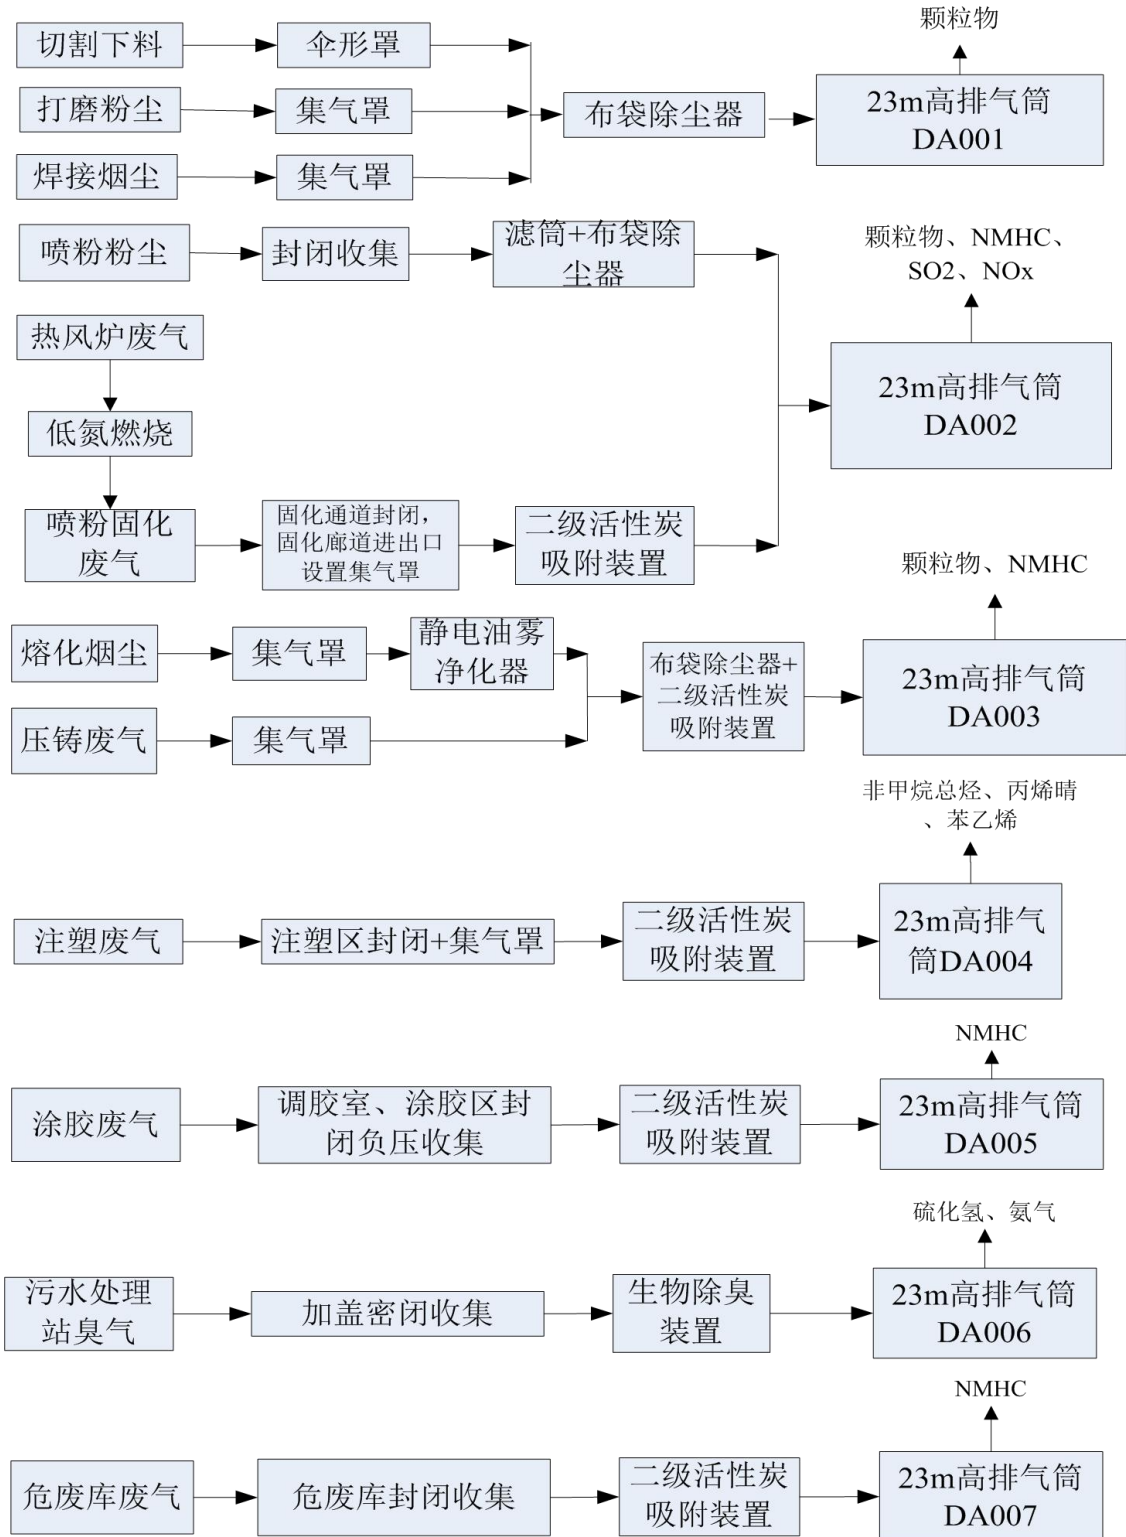 颗粒物
切割下料
伞形罩
打磨粉尘
集气罩
布袋除尘器
23m高排气筒
DA001
焊接烟尘
集气罩
喷粉粉尘
封闭收集
滤筒+布袋除
尘器
颗粒物、NMHC、
SO2、NOx
热风炉废气
23m高排气筒
DA002
低氮燃烧
喷粉固化
废气
固化通道封闭，
固化廊道进出口
设置集气罩
二级活性炭
吸附装置
颗粒物、NMHC
熔化烟尘
集气罩
静电油雾
净化器
布袋除尘器+
二级活性炭
吸附装置
23m高排气筒
DA003
压铸废气
集气罩
非甲烷总烃、丙烯晴
、苯乙烯
注塑废气
注塑区封闭+集气罩
二级活性炭
吸附装置
23m高排气
筒DA004
NMHC
涂胶废气
调胶室、涂胶区封
闭负压收集
二级活性炭
吸附装置
23m高排气筒
DA005
硫化氢、氨气
污水处理
站臭气
加盖密闭收集
生物除臭
装置
23m高排气筒
DA006
NMHC
危废库废气
危废库封闭收集
二级活性炭
吸附装置
23m高排气筒
DA007